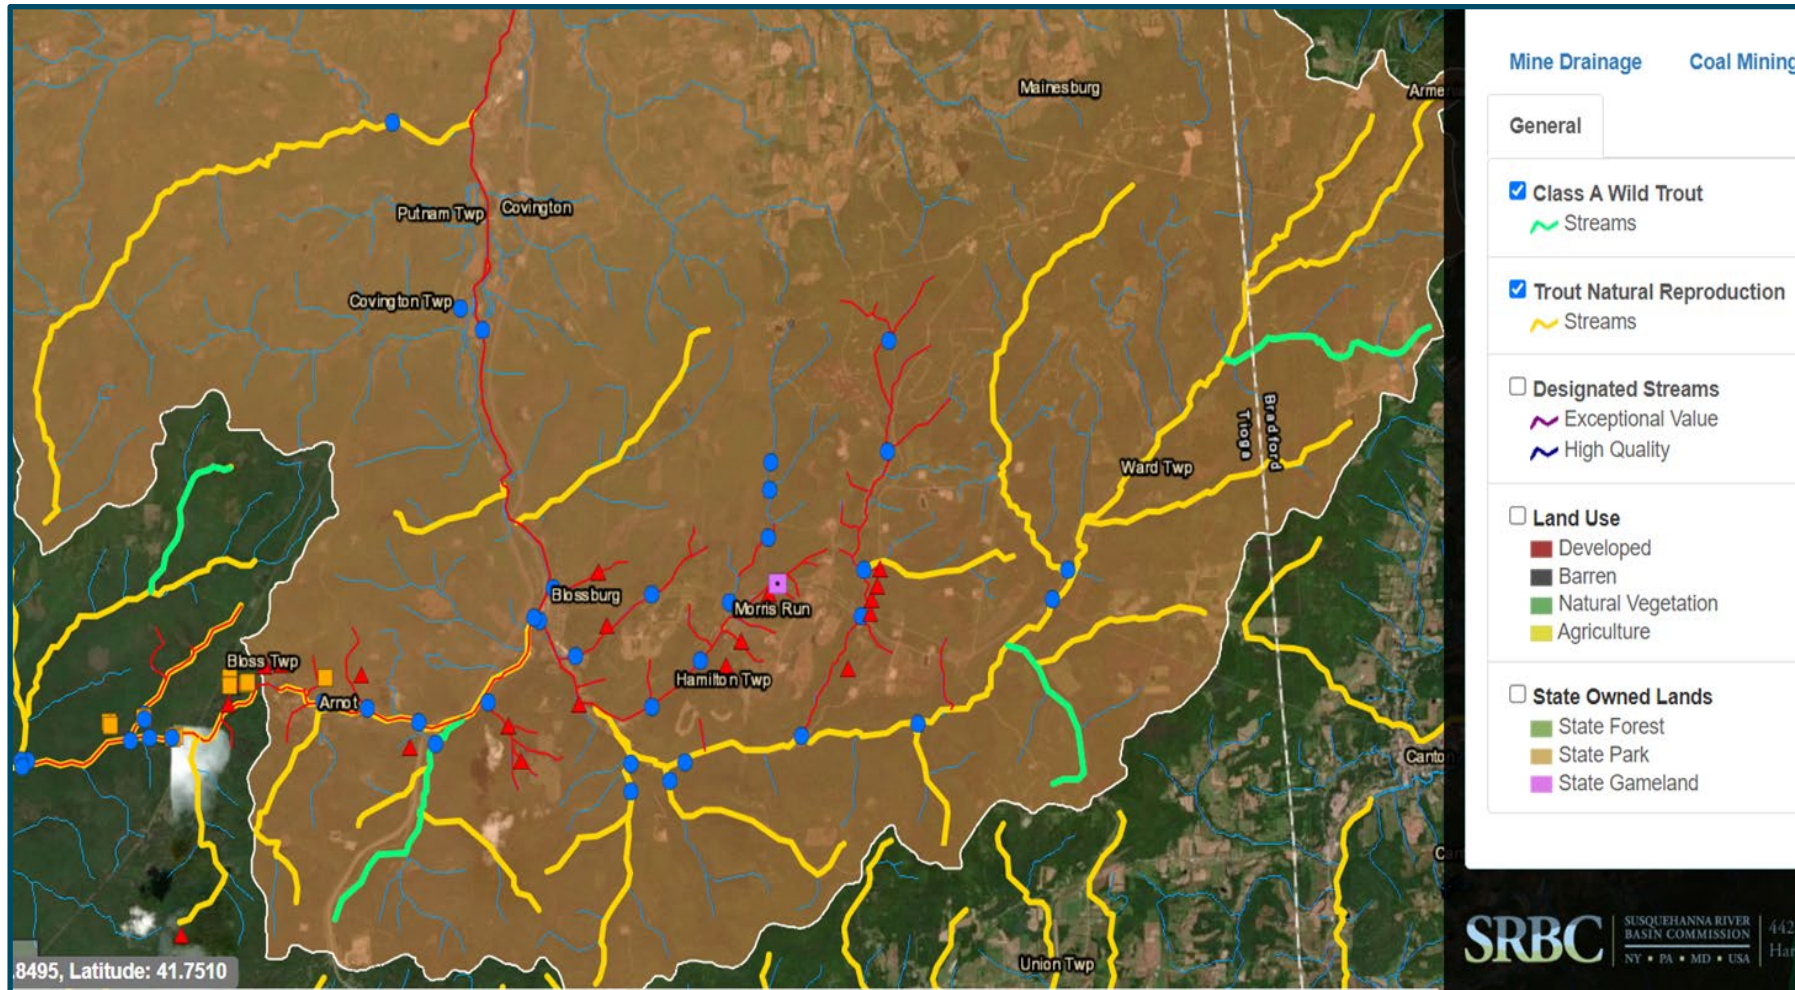 Mainesburg
Putnam Twp
Covington
Covington Twp
Bradford
Tioga
Ward Twp
Blossburg
Morris Run
Bloss Twp
Hamilton Twp
Arnot
Canton
Union Twp
.8495, Latitude: 41.7510
Mine Drainage
Coal Mining
General
Class A Wild Trout
Streams
Trout Natural Reproduction
Streams
Designated Streams
Exceptional Value
High Quality
Land Use
Developed
Barren
Natural Vegetation
Agriculture
State Owned Lands
State Forest
State Park
State Gameland
SRBC
SUSQUEHANNA RIVER
BASIN COMMISSION
NY • PA • MD • USA
442
Har